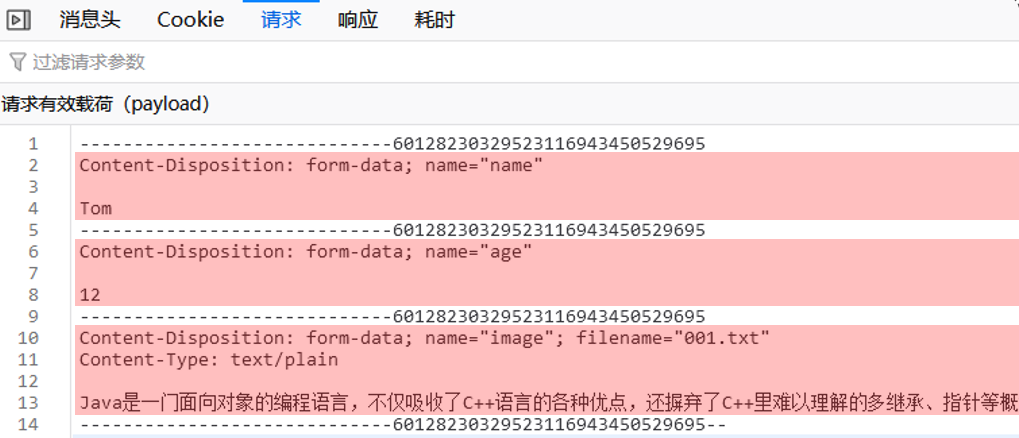 消息头 Cookie 请求 响应 耗时
过滤请求参数
请求有效载荷（payload）
1 -----------------------------60128230329523116943450529695
2 Content-Disposition: form-data; name="name"
3
4 Tom
5 -----------------------------60128230329523116943450529695
6 Content-Disposition: form-data; name="age"
7
8 12
9 -----------------------------60128230329523116943450529695
10 Content-Disposition: form-data; name="image"; filename="001.txt"
11 Content-Type: text/plain
12
13 Java是一门面向对象的编程语言，不仅吸收了C++语言的各种优点，还摒弃了C++里难以理解的多继承、指针等概
14 -----------------------------60128230329523116943450529695--